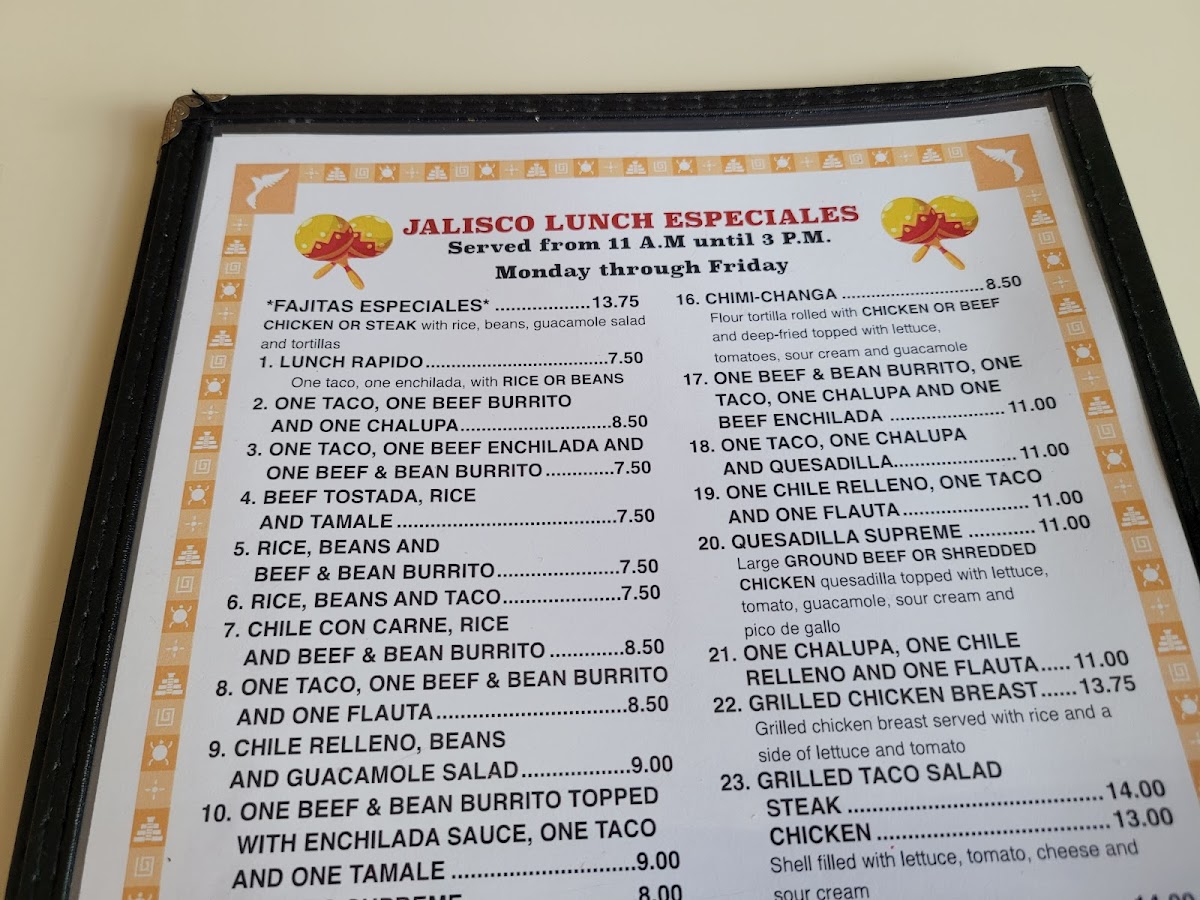 JALISCO LUNCH ESPECIALES
Served from 11 A.M until 3 P.M.
Monday through Friday
*FAJITAS ESPECIALES* ..................13.75
CHICKEN OR STEAK with rice, beans, guacamole salad
and tortillas
1. LUNCH RAPIDO..................................7.50
One taco, one enchilada, with RICE OR BEANS
2. ONE TACO, ONE BEEF BURRITO
AND ONE CHALUPA............................8.50
3. ONE TACO, ONE BEEF ENCHILADA AND
ONE BEEF & BEAN BURRITO.............7.50
4. BEEF TOSTADA, RICE
AND TAMALE.......................................7.50
5. RICE, BEANS AND
BEEF & BEAN BURRITO......................7.50
6. RICE, BEANS AND TACO.....................7.50
7. CHILE CON CARNE, RICE
AND BEEF & BEAN BURRITO .............8.50
8. ONE TACO, ONE BEEF & BEAN BURRITO
AND ONE FLAUTA................................8.50
9. CHILE RELLENO, BEANS
AND GUACAMOLE SALAD..................9.00
10. ONE BEEF & BEAN BURRITO TOPPED
WITH ENCHILADA SAUCE, ONE TACO
AND ONE TAMALE ..............................9.00
SUPREME
8.00
16. CHIMI-CHANGA ...........................8.50
Flour tortilla rolled with CHICKEN OR BEEF
and deep-fried topped with lettuce,
tomatoes, sour cream and guacamole
17. ONE BEEF & BEAN BURRITO, ONE
TACO, ONE CHALUPA AND ONE
BEEF ENCHILADA .....................11.00
18. ONE TACO, ONE CHALUPA
AND QUESADILLA.......................11.00
19. ONE CHILE RELLENO, ONE TACO
AND ONE FLAUTA.......................11.00
20. QUESADILLA SUPREME ............11.00
Large GROUND BEEF OR SHREDDED
CHICKEN quesadilla topped with lettuce,
tomato, guacamole, sour cream and
pico de gallo
21. ONE CHALUPA, ONE CHILE
RELLENO AND ONE FLAUTA.....11.00
22. GRILLED CHICKEN BREAST......13.75
Grilled chicken breast served with rice and a
side of lettuce and tomato
23. GRILLED TACO SALAD
STEAK .......................................14.00
CHICKEN ...................................13.00
Shell filled with lettuce, tomato, cheese and
sour cream